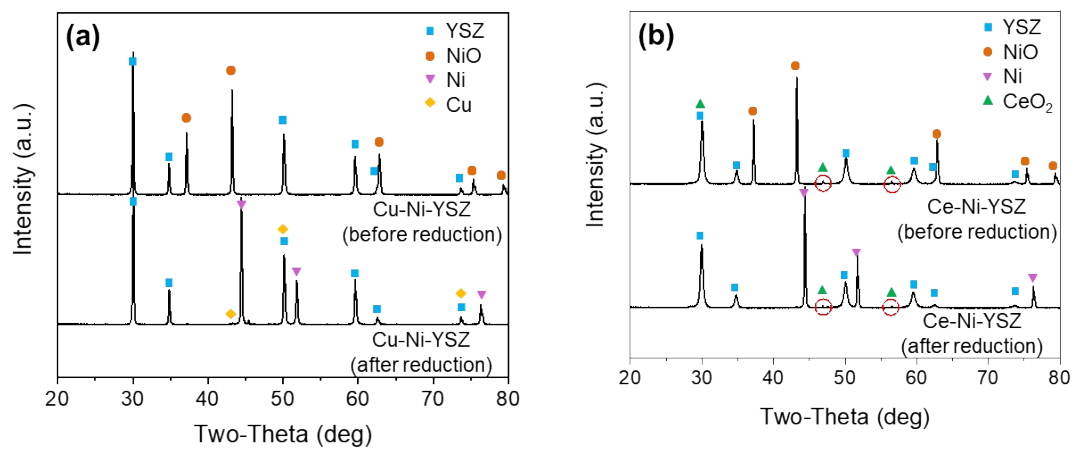 (a)
YSZ
NiO
Ni
Cu
Intensity (a.u.)
Cu-Ni-YSZ
(before reduction)
Cu-Ni-YSZ
(after reduction)
20 30 40 50 60 70 80
Two-Theta (deg)
(b)
YSZ
NiO
Ni
CeO₂
Intensity (a.u.)
Ce-Ni-YSZ
(before reduction)
Ce-Ni-YSZ
(after reduction)
20 30 40 50 60 70 80
Two-Theta (deg)